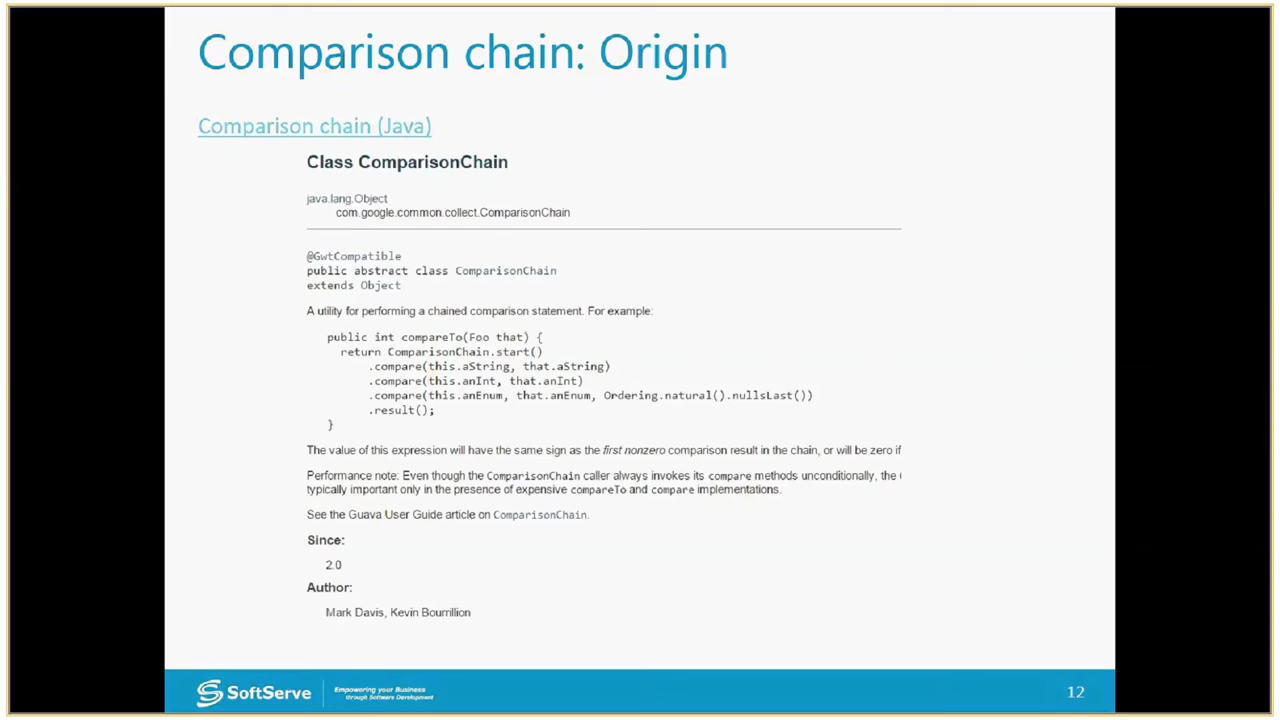 Comparison chain: Origin
Comparison chain (Java)
Class ComparisonChain
java.lang.Object
com.google.common.collect.ComparisonChain
@GwtCompatible
public abstract class ComparisonChain
extends Object
A utility for performing a chained comparison statement. For example:
public int compareTo(Foo that) {
return ComparisonChain.start()
.compare(this.aString, that.aString)
.compare(this.anInt, that.anInt)
.compare(this.anEnum, that.anEnum, Ordering.natural().nullsLast())
.result();
}
The value of this expression will have the same sign as the first nonzero comparison result in the chain, or will be zero if
Performance note: Even though the ComparisonChain caller always invokes its compare methods unconditionally, the
typically important only in the presence of expensive compareTo and compare implementations.
See the Guava User Guide article on ComparisonChain.
Since:
2.0
Author:
Mark Davis, Kevin Bourrillion
SoftServe
Empowering your Business
through Software Development
12